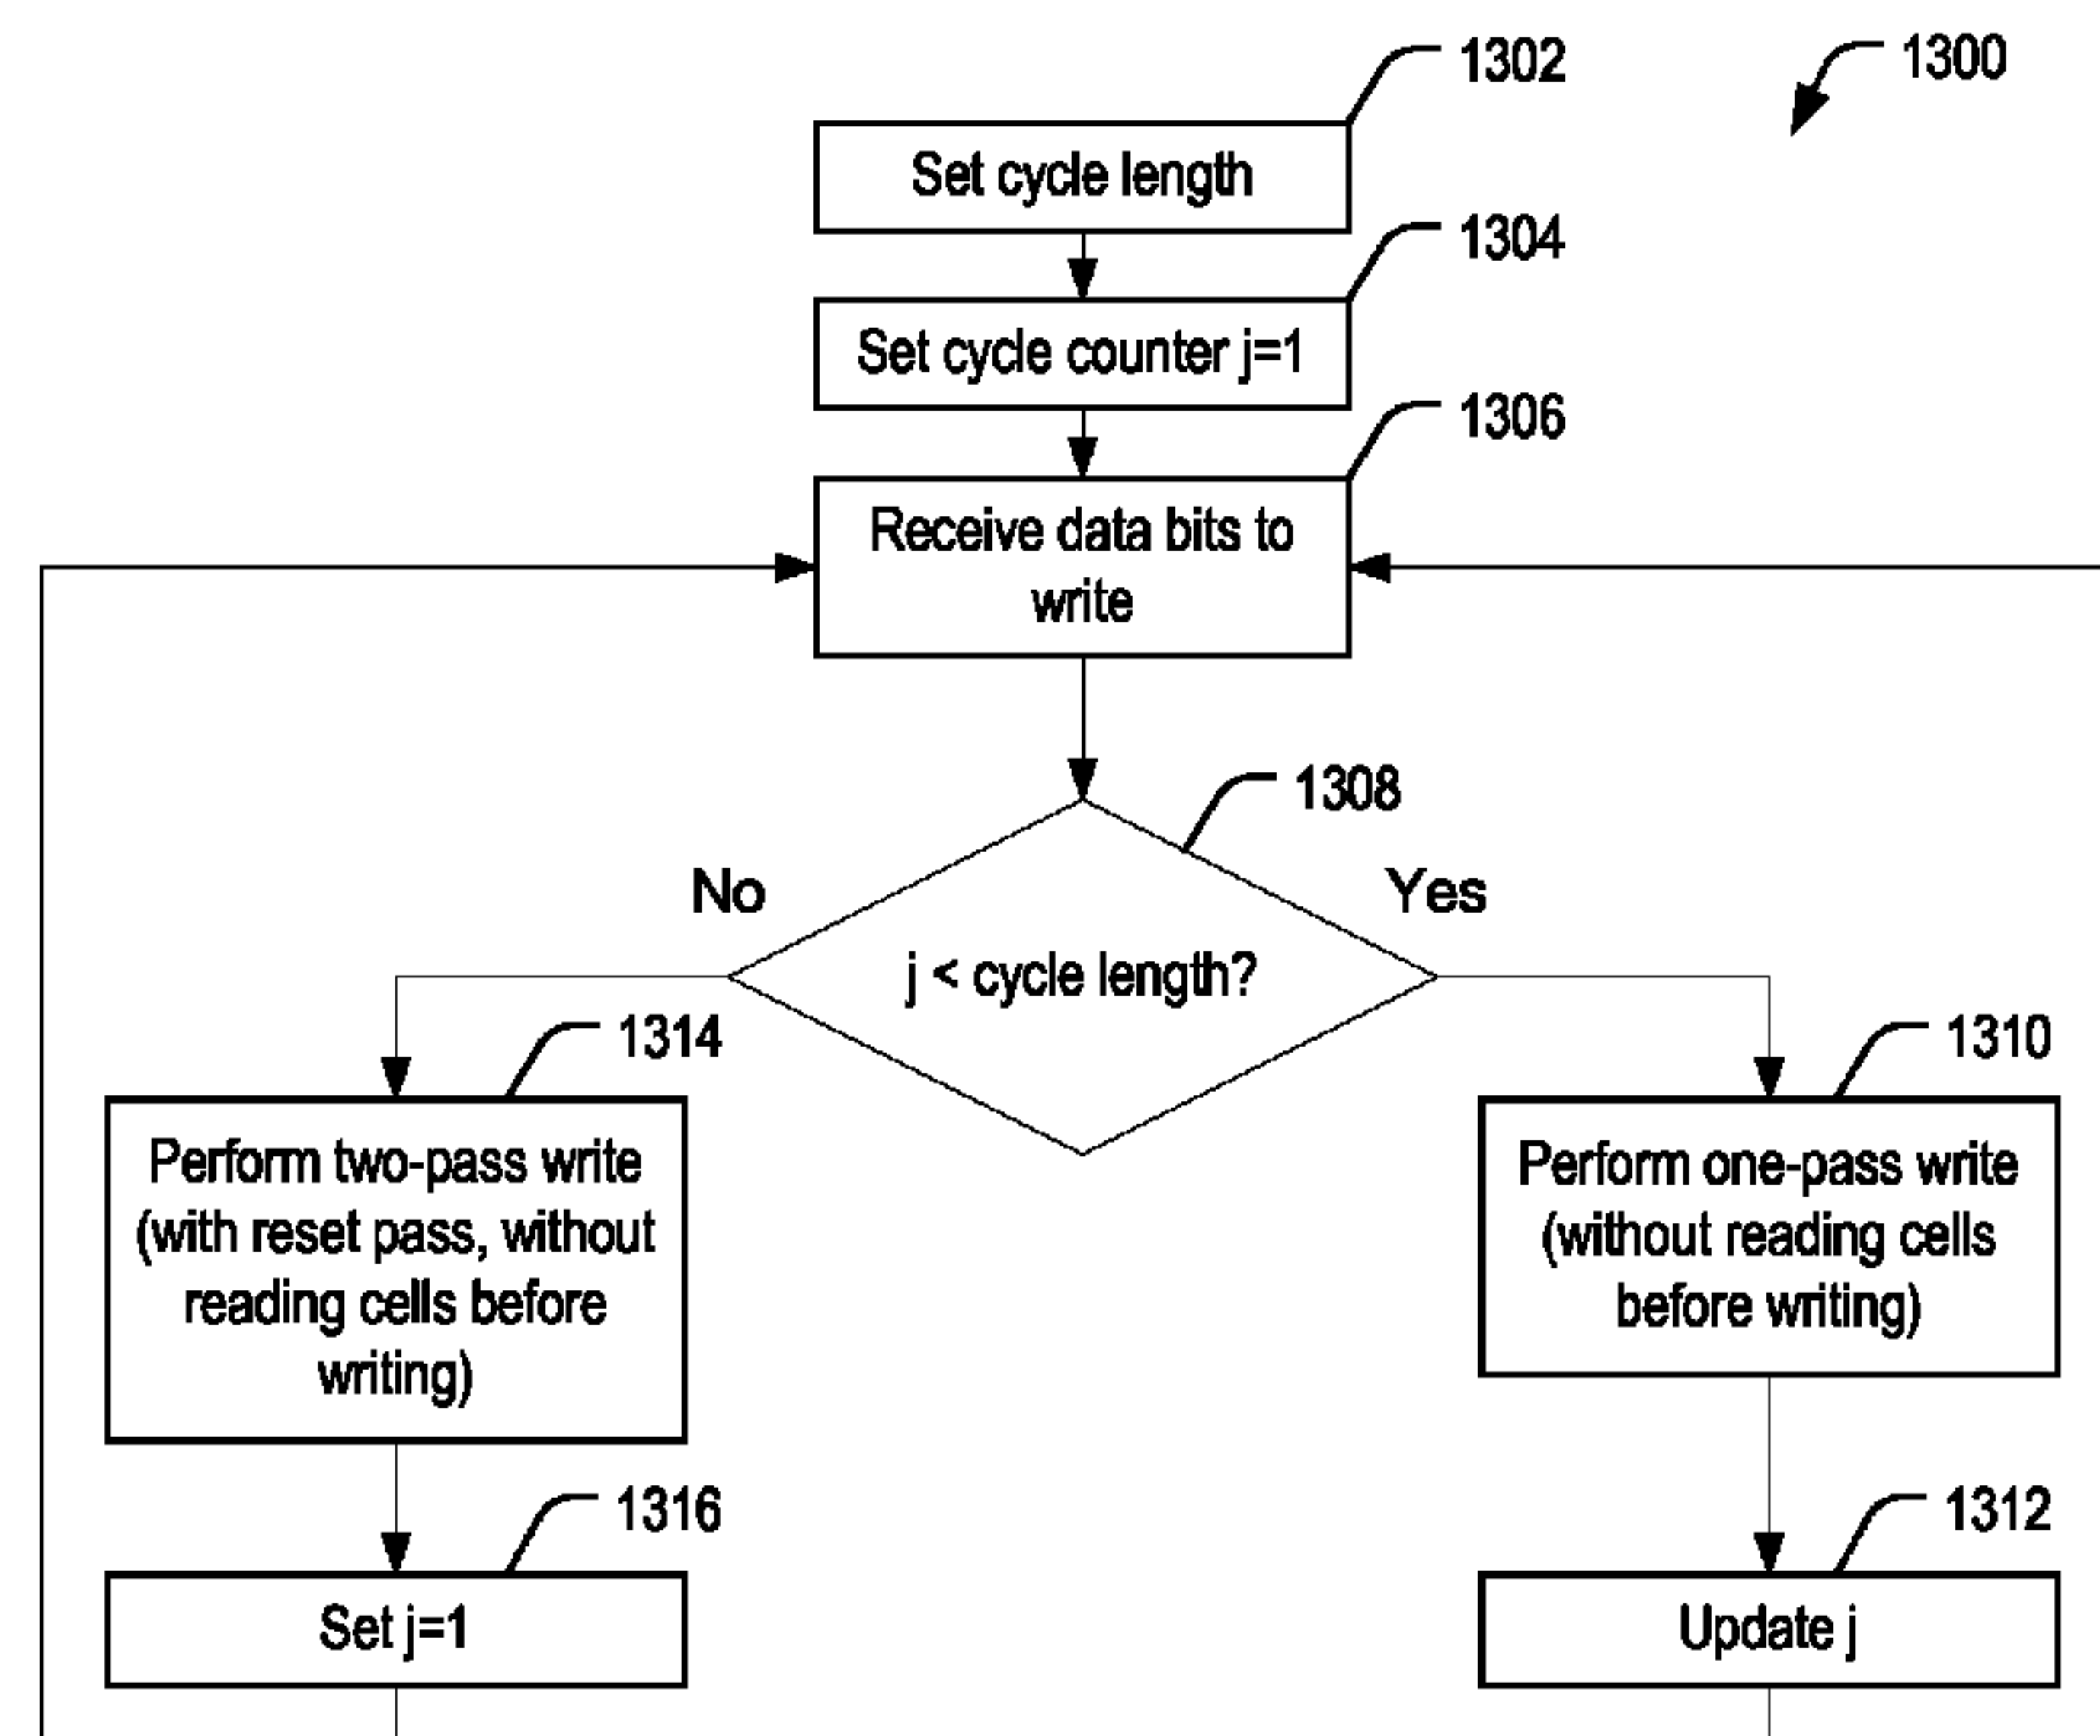 1302
1300
Set cycle length
1304
Set cycle counter j=1
1306
Receive data bits to
write
1308
No
Yes
j < cycle length?
1314
1310
Perform two-pass write
(with reset pass, without
reading cells before
writing)
Perform one-pass write
(without reading cells
before writing)
1316
1312
Set j=1
Update j